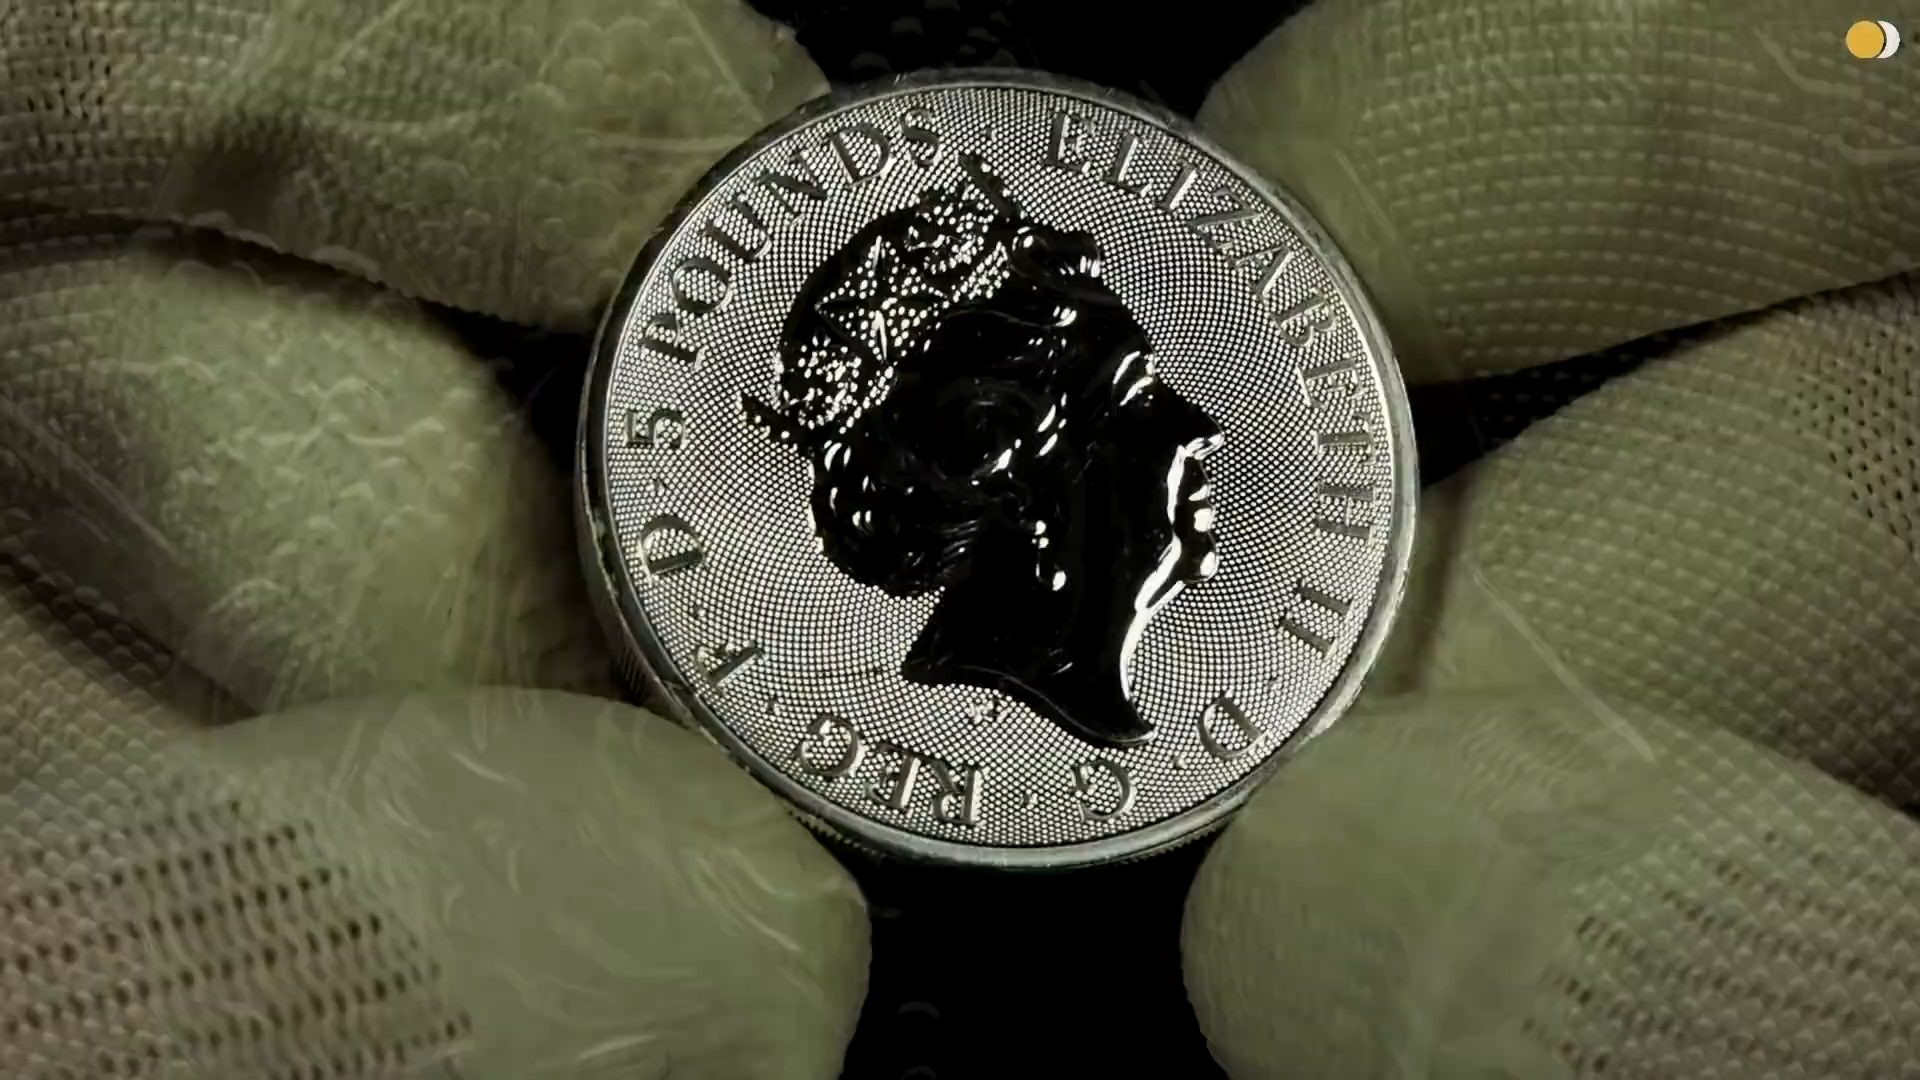 ELIZABETH II · D · G · REG · F · D · 5 POUNDS ·